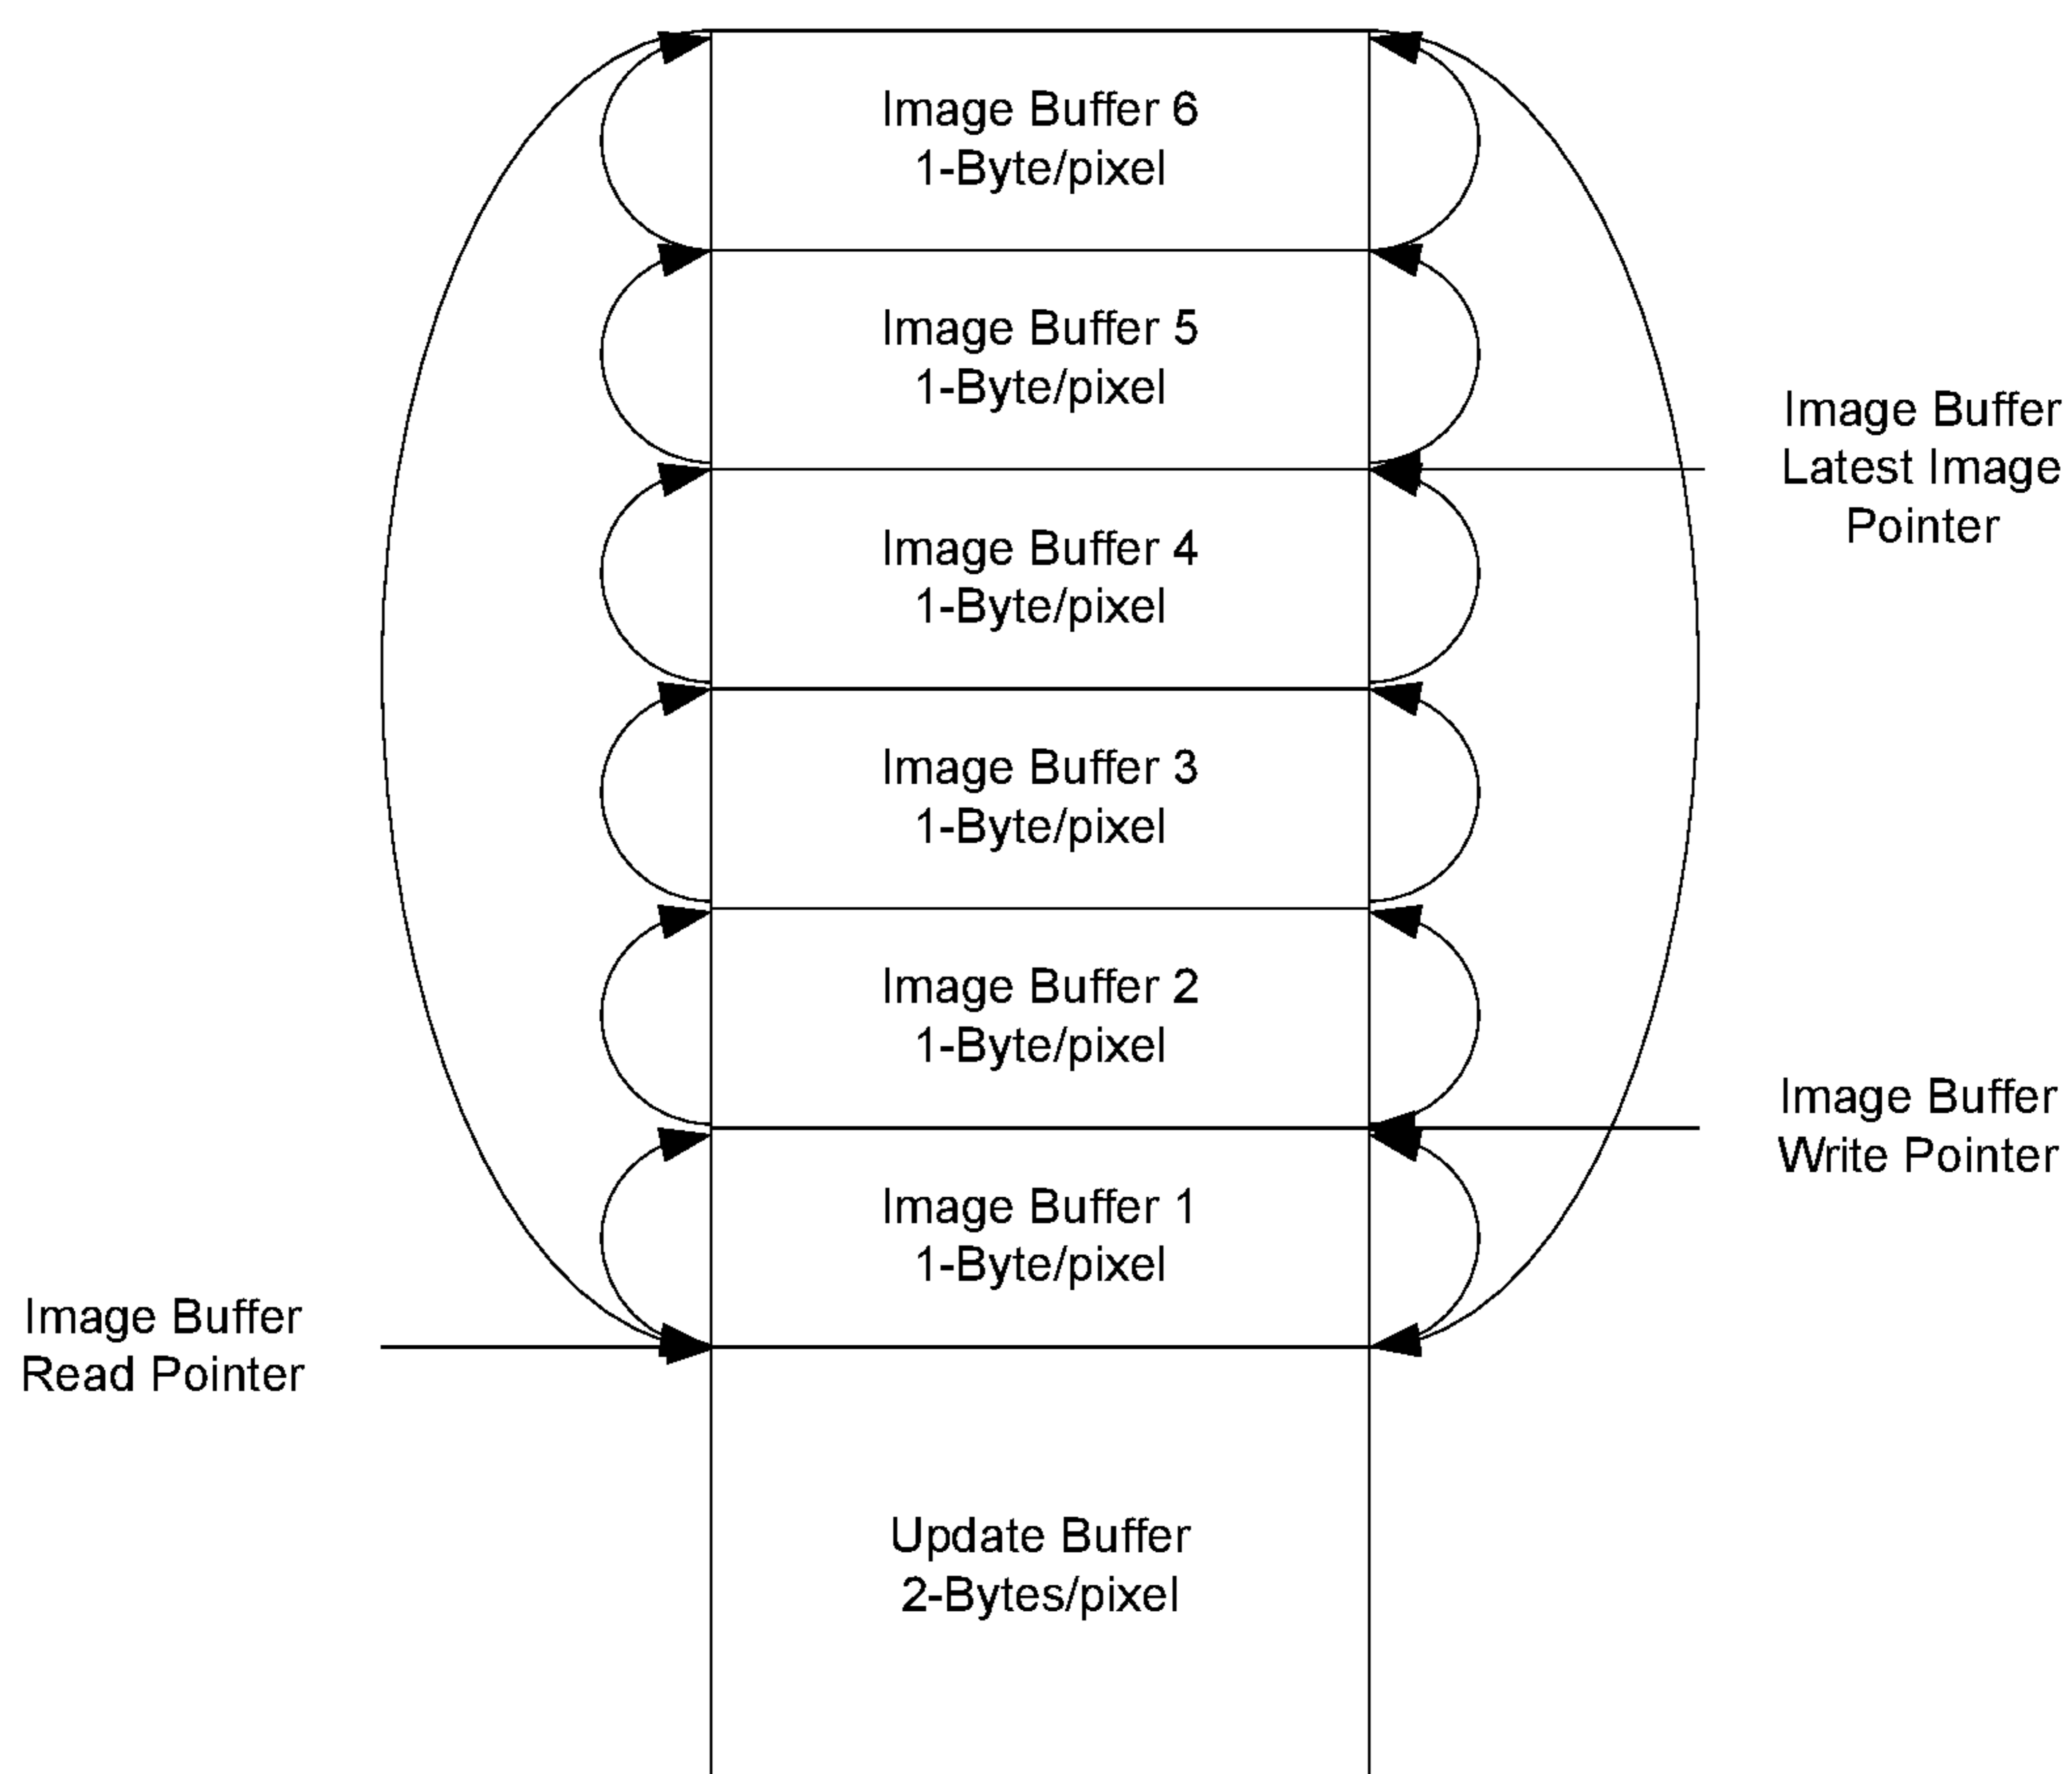 Image Buffer 6
1-Byte/pixel
Image Buffer 5
1-Byte/pixel
Image Buffer
Latest Image
Pointer
Image Buffer 4
1-Byte/pixel
Image Buffer 3
1-Byte/pixel
Image Buffer 2
1-Byte/pixel
Image Buffer
Write Pointer
Image Buffer 1
1-Byte/pixel
Image Buffer
Read Pointer
Update Buffer
2-Bytes/pixel